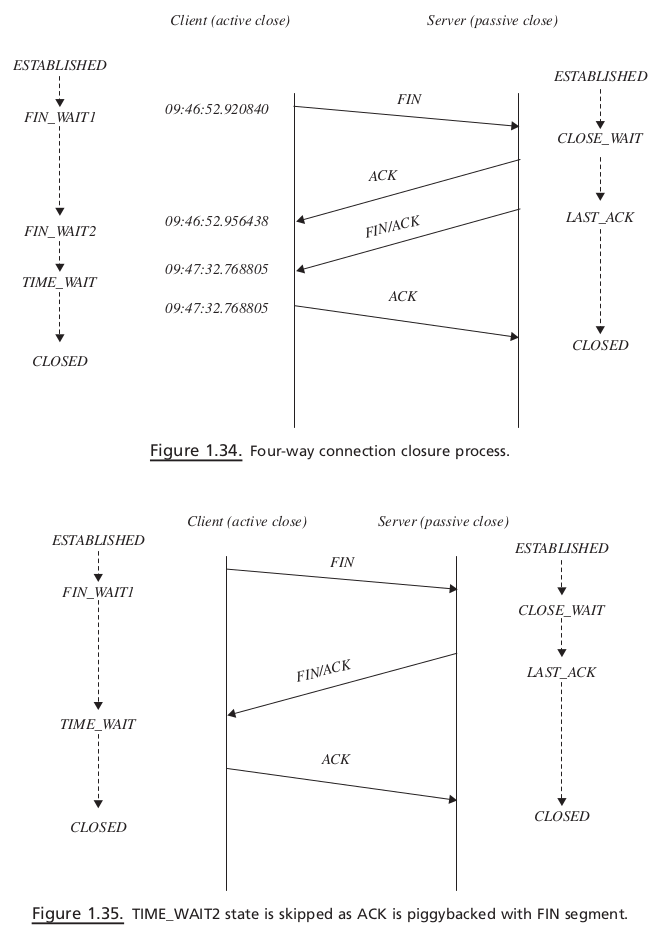 Client (active close) Server (passive close)
ESTABLISHED
ESTABLISHED
FIN
09:46:52.920840
FIN_WAIT1
CLOSE_WAIT
ACK
LAST_ACK
09:46:52.956438
FIN/ACK
FIN_WAIT2
09:47:32.768805
TIME_WAIT
ACK
09:47:32.768805
CLOSED
CLOSED
Figure 1.34. Four-way connection closure process.
Client (active close) Server (passive close)
ESTABLISHED
ESTABLISHED
FIN
FIN_WAIT1
CLOSE_WAIT
FIN/ACK
LAST_ACK
TIME_WAIT
ACK
CLOSED
CLOSED
Figure 1.35. TIME_WAIT2 state is skipped as ACK is piggybacked with FIN segment.